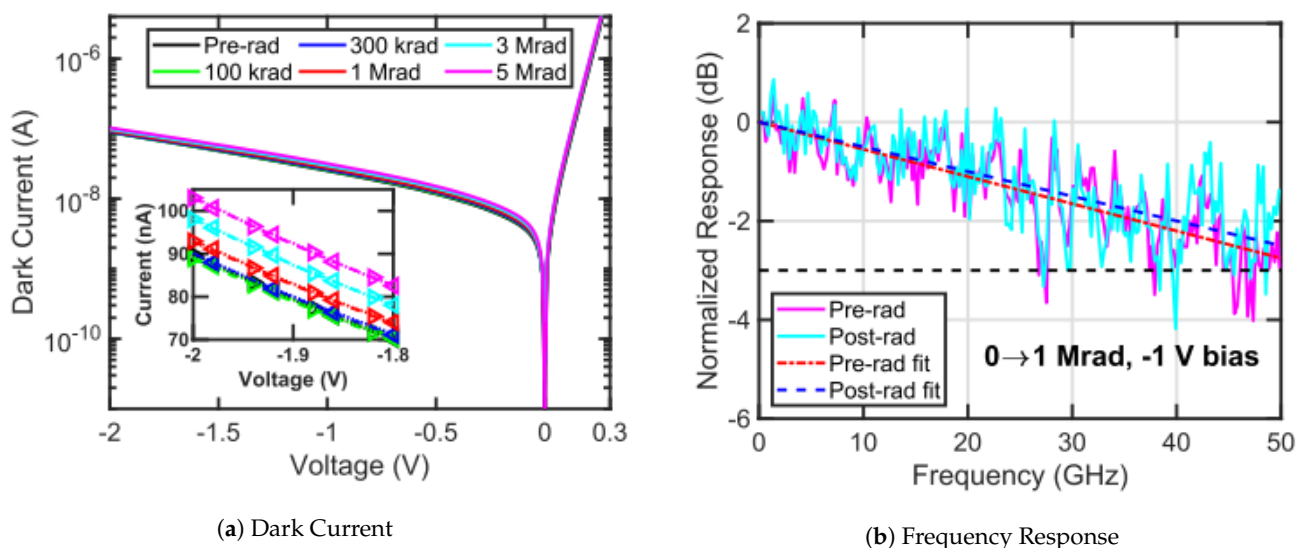 Dark Current (A)
10⁻⁶
10⁻⁸
10⁻¹⁰
Pre-rad 300 krad 3 Mrad
100 krad 1 Mrad 5 Mrad
Current (nA)
100
90
80
70
-2 -1.9 -1.8
Voltage (V)
-2 -1.5 -1 -0.5 0 0.3
Voltage (V)
(a) Dark Current
Normalized Response (dB)
2
0
-2
-4
-6
Pre-rad
Post-rad
Pre-rad fit
Post-rad fit
0→1 Mrad, -1 V bias
0 10 20 30 40 50
Frequency (GHz)
(b) Frequency Response